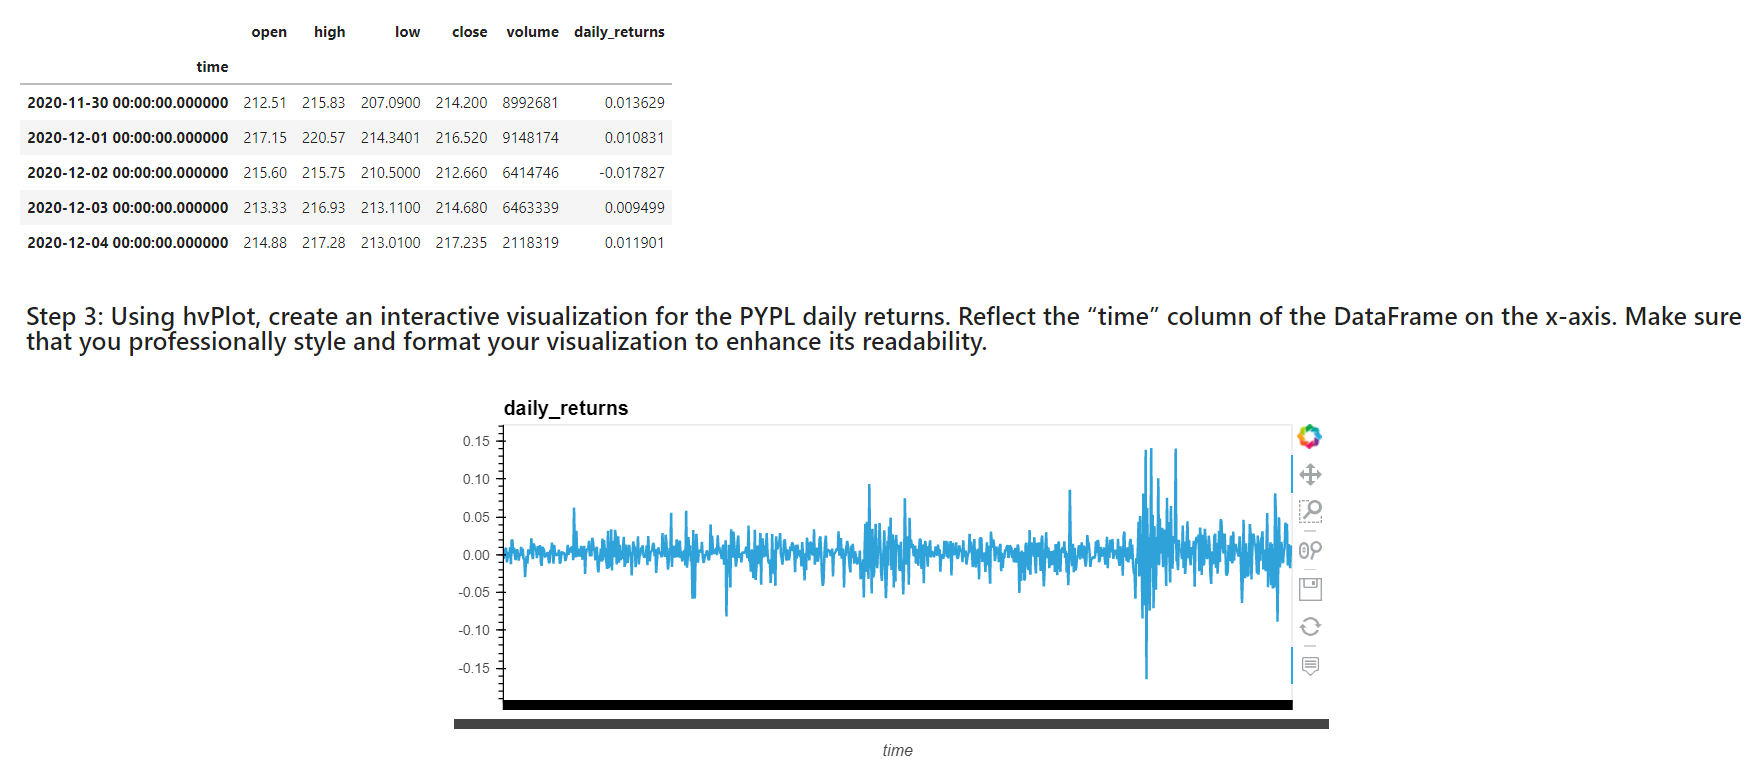 open high low close volume daily_returns
time
2020-11-30 00:00:00.000000 212.51 215.83 207.0900 214.200 8992681 0.013629
2020-12-01 00:00:00.000000 217.15 220.57 214.3401 216.520 9148174 0.010831
2020-12-02 00:00:00.000000 215.60 215.75 210.5000 212.660 6414746 -0.017827
2020-12-03 00:00:00.000000 213.33 216.93 213.1100 214.680 6463339 0.009499
2020-12-04 00:00:00.000000 214.88 217.28 213.0100 217.235 2118319 0.011901
Step 3: Using hvPlot, create an interactive visualization for the PYPL daily returns. Reflect the “time” column of the DataFrame on the x-axis. Make sure
that you professionally style and format your visualization to enhance its readability.
daily_returns
0.15
0.10
0.05
0.00
-0.05
-0.10
-0.15
time